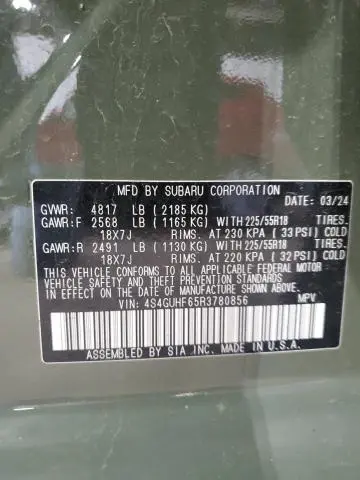 MFD BY SUBARU CORPORATION DATE: 03/24
GVWR: 4817 LB (2185 KG)
GAWR:F 2568 LB (1165 KG) WITH 225/55R18 TIRES.
18X7J RIMS. AT 230 KPA (33 PSI) COLD
GAWR:R 2491 LB (1130 KG) WITH 225/55R18 TIRES.
18X7J RIMS. AT 220 KPA (32 PSI) COLD
THIS VEHICLE CONFORMS TO ALL APPLICABLE FEDERAL MOTOR
VEHICLE SAFETY AND THEFT PREVENTION STANDARDS IN EFFECT
ON THE DATE OF MANUFACTURE SHOWN ABOVE.
VIN: 4S4GUHF65R3780856 MPV
ASSEMBLED BY SIA INC. MADE IN U.S.A.